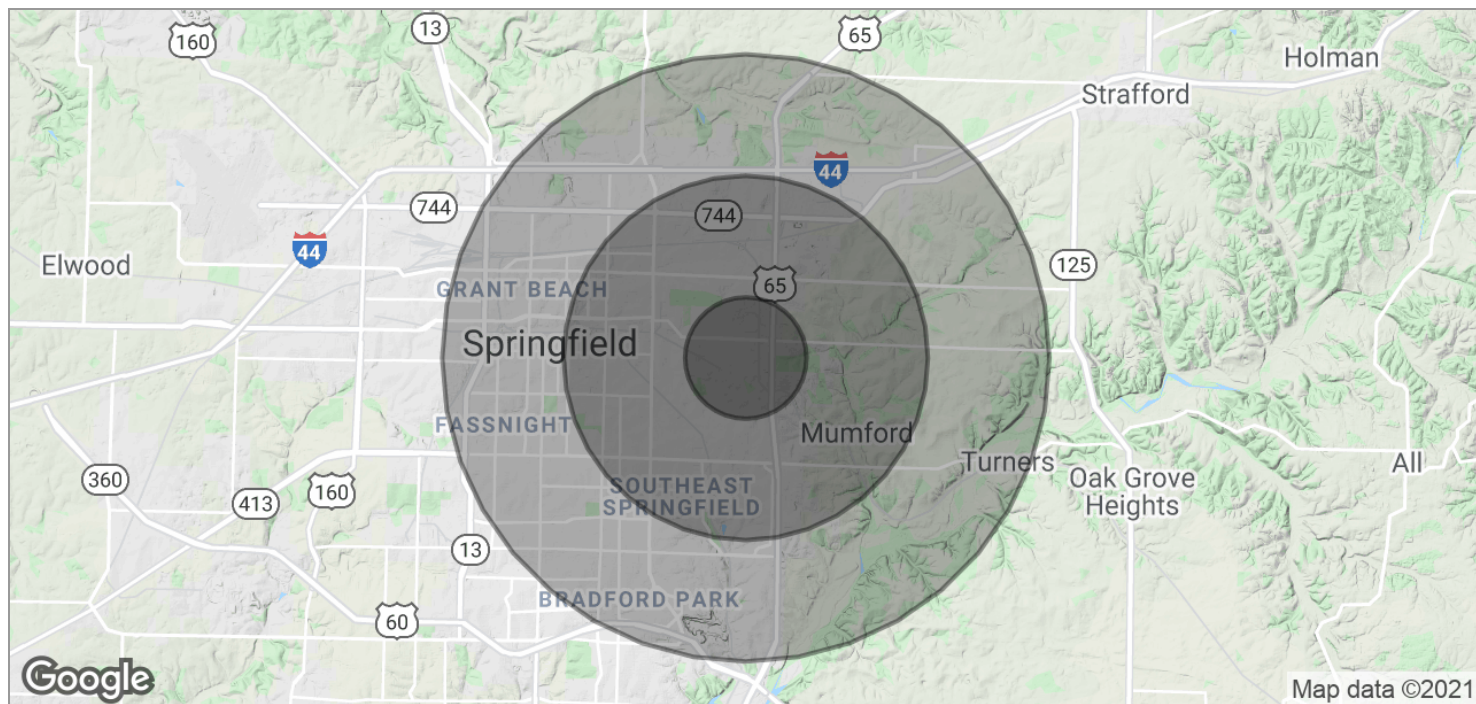 160
13
65
Holman
Strafford
44
744
744
44
Elwood
125
65
GRANT BEACH
Springfield
FASSNIGHT
Mumford
Turners
All
360
160
413
SOUTHEAST
SPRINGFIELD
Oak Grove
Heights
13
BRADFORD PARK
60
Google
Map data ©2021